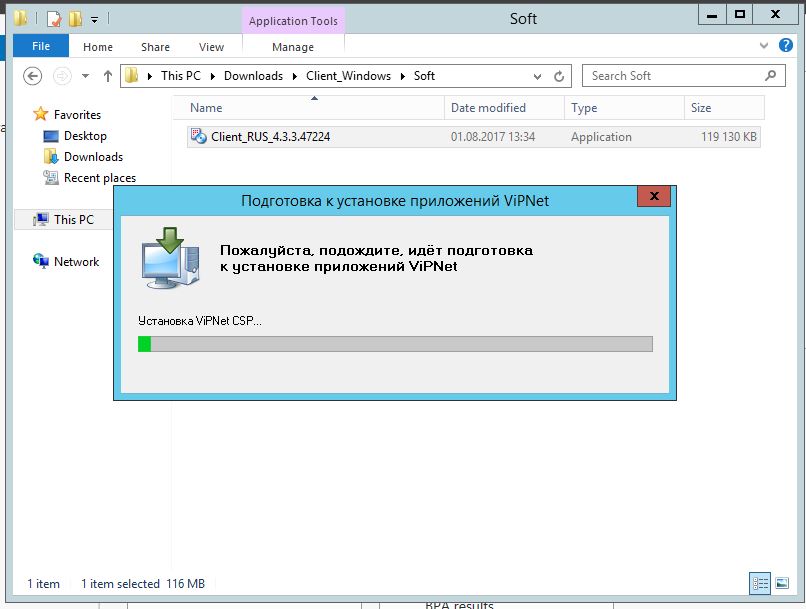 Application Tools
Soft
File
Home
Share
View
Manage
This PC
Downloads
Client_Windows
Soft
Search Soft
Favorites
Desktop
Downloads
Recent places
This PC
Network
Name
Date modified
Type
Size
Client_RUS_4.3.3.47224
01.08.2017 13:34
Application
119 130 KB
Подготовка к установке приложений ViPNet
Пожалуйста, подождите, идёт подготовка
к установке приложений ViPNet
Установка ViPNet CSP...
1 item
1 item selected 116 MB
BPA results